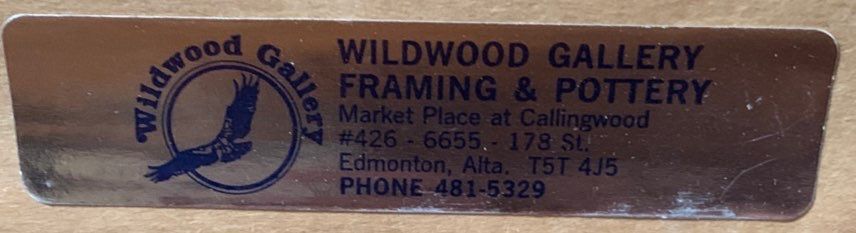 Wildwood Gallery
WILDWOOD GALLERY
FRAMING & POTTERY
Market Place at Callingwood
#426 - 6655 - 178 St.
Edmonton, Alta. T5T 4J5
PHONE 481-5329